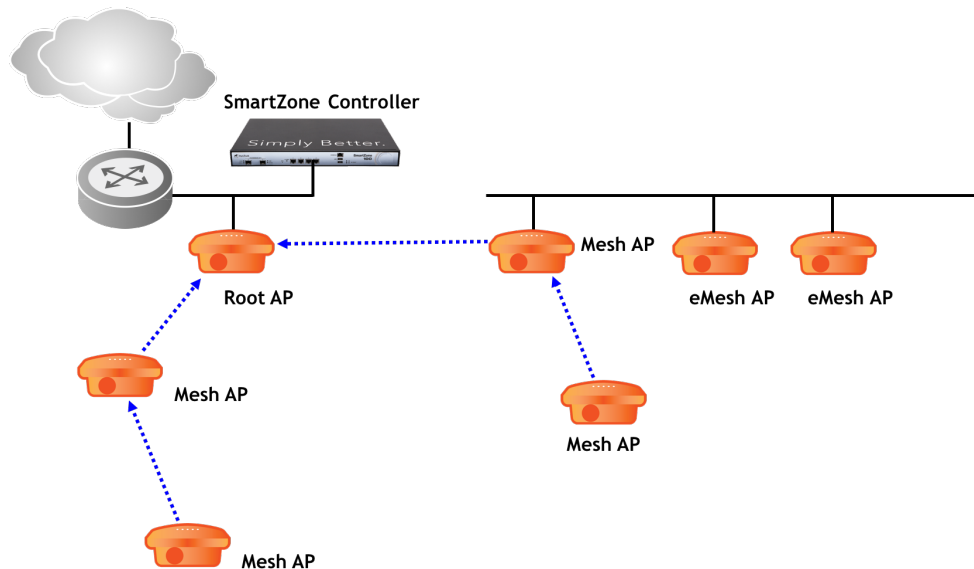 SmartZone Controller
Simply Better.
Mesh AP
Root AP
eMesh AP
eMesh AP
Mesh AP
Mesh AP
Mesh AP